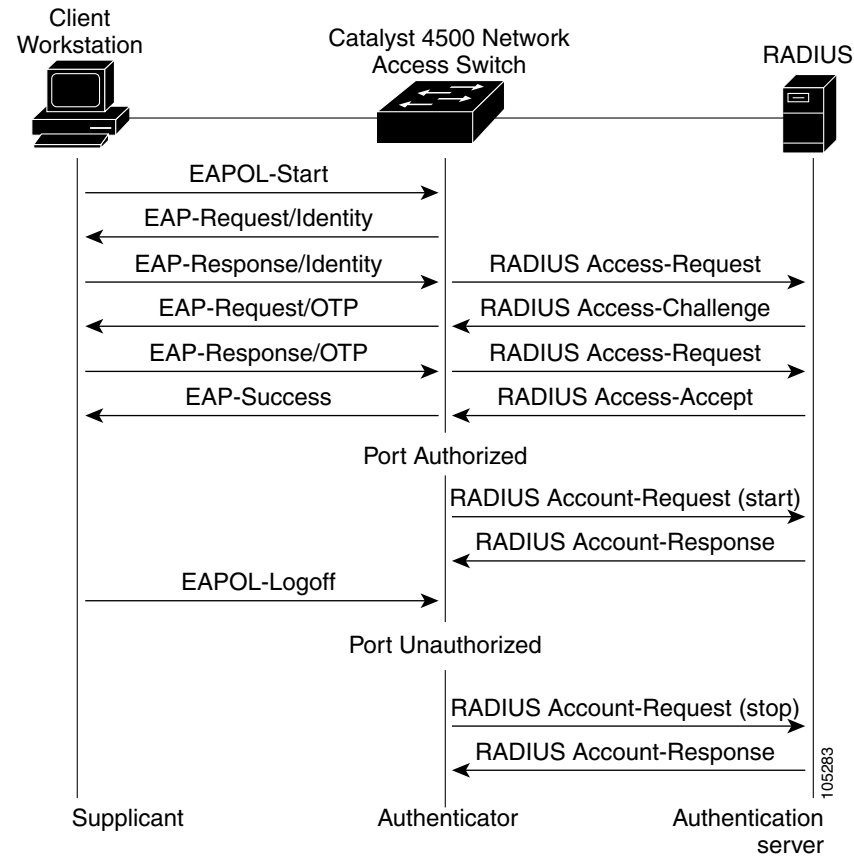 Client
Workstation
Catalyst 4500 Network
Access Switch
RADIUS
EAPOL-Start
EAP-Request/Identity
EAP-Response/Identity
RADIUS Access-Request
EAP-Request/OTP
RADIUS Access-Challenge
EAP-Response/OTP
RADIUS Access-Request
EAP-Success
RADIUS Access-Accept
Port Authorized
RADIUS Account-Request (start)
RADIUS Account-Response
EAPOL-Logoff
Port Unauthorized
RADIUS Account-Request (stop)
RADIUS Account-Response
105283
Supplicant
Authenticator
Authentication
server